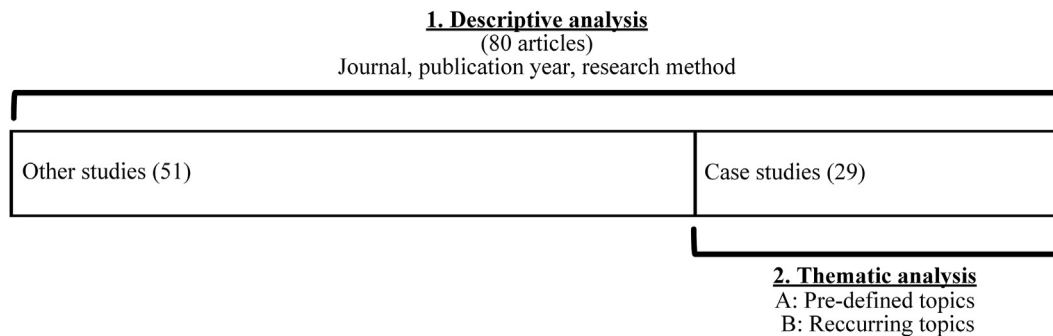 1. Descriptive analysis
(80 articles)
Journal, publication year, research method
Other studies (51)
Case studies (29)
2. Thematic analysis
A: Pre-defined topics
B: Reccurring topics